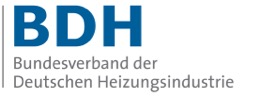 BDH
Bundesverband der
Deutschen Heizungsindustrie